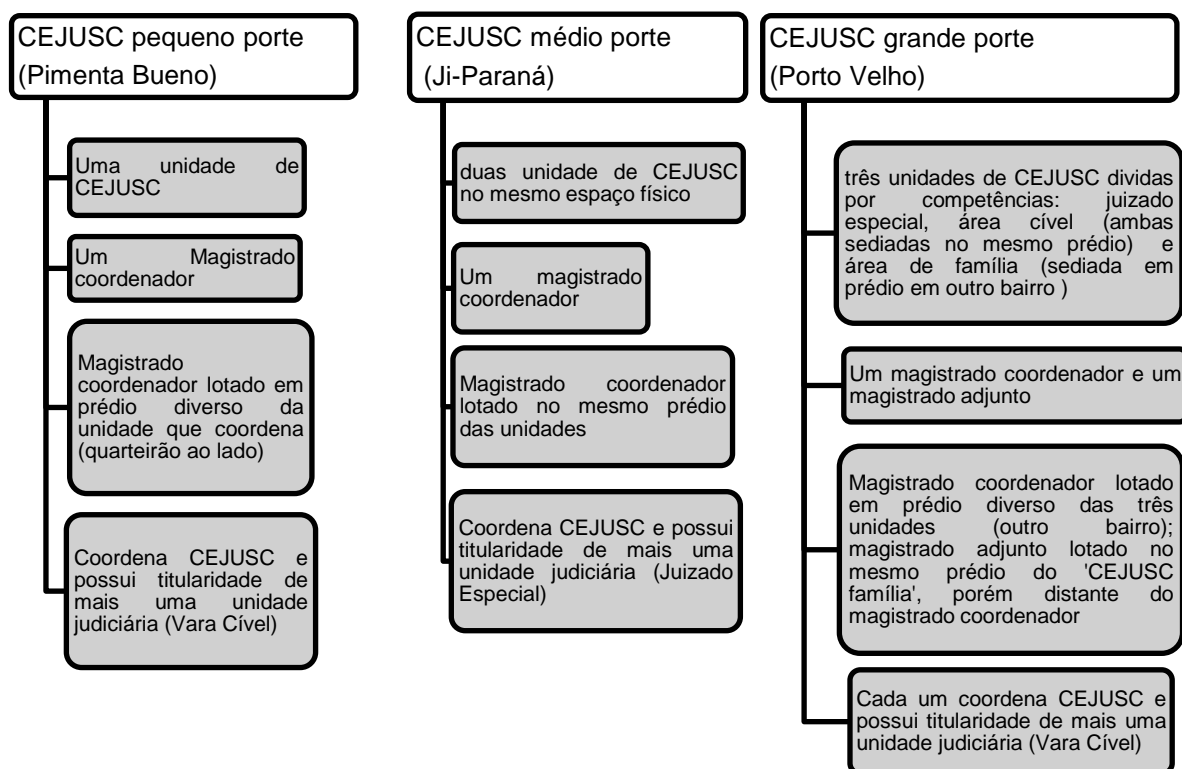 CEJUSC pequeno porte
(Pimenta Bueno)
Uma unidade de
CEJUSC
Um Magistrado
coordenador
Magistrado
coordenador lotado em
prédio diverso da
unidade que coordena
(quarteirão ao lado)
Coordena CEJUSC e
possui titularidade de
mais uma unidade
judiciária (Vara Cível)
CEJUSC médio porte
(Ji-Paraná)
duas unidade de CEJUSC
no mesmo espaço físico
Um magistrado
coordenador
Magistrado coordenador
lotado no mesmo prédio
das unidades
Coordena CEJUSC e possui
titularidade de mais uma
unidade judiciária (Juizado
Especial)
CEJUSC grande porte
(Porto Velho)
três unidades de CEJUSC dividas
por competências: juizado
especial, área cível (ambas
sediadas no mesmo prédio) e
área de família (sediada em
prédio em outro bairro )
Um magistrado coordenador e um
magistrado adjunto
Magistrado coordenador lotado
em prédio diverso das três
unidades (outro bairro);
magistrado adjunto lotado no
mesmo prédio do 'CEJUSC
família', porém distante do
magistrado coordenador
Cada um coordena CEJUSC e
possui titularidade de mais uma
unidade judiciária (Vara Cível)